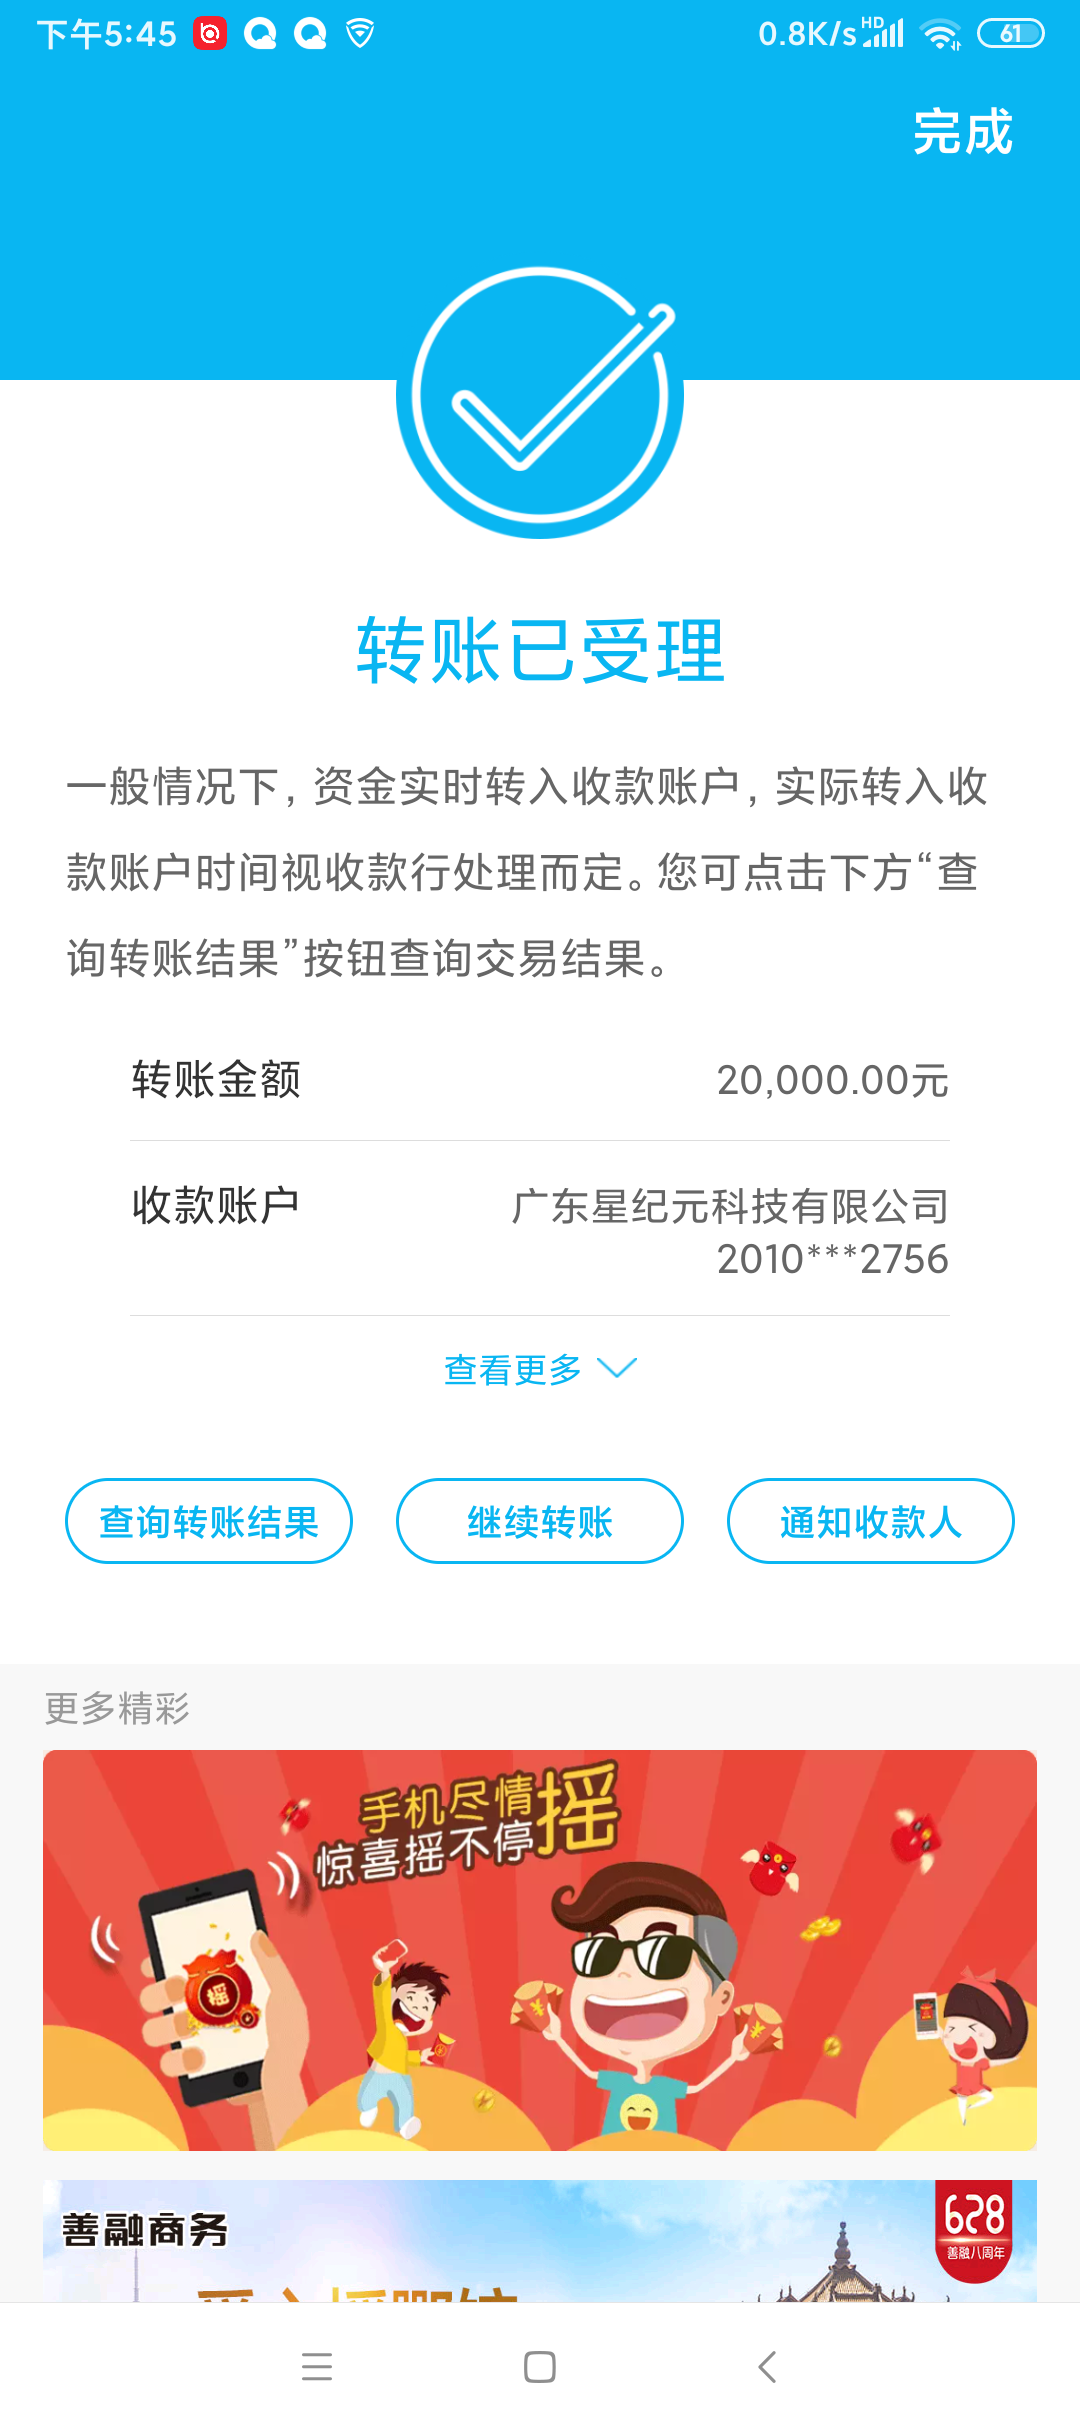 下午5:45
0.8K/s HD 61
完成
转账已受理
一般情况下, 资金实时转入收款账户, 实际转入收
款账户时间视收款行处理而定。您可点击下方“查
询转账结果”按钮查询交易结果。
转账金额 20,000.00元
收款账户 广东星纪元科技有限公司
2010***2756
查看更多
查询转账结果 继续转账 通知收款人
更多精彩
手机尽情摇
惊喜摇不停
摇
善融商务
628
善融八周年